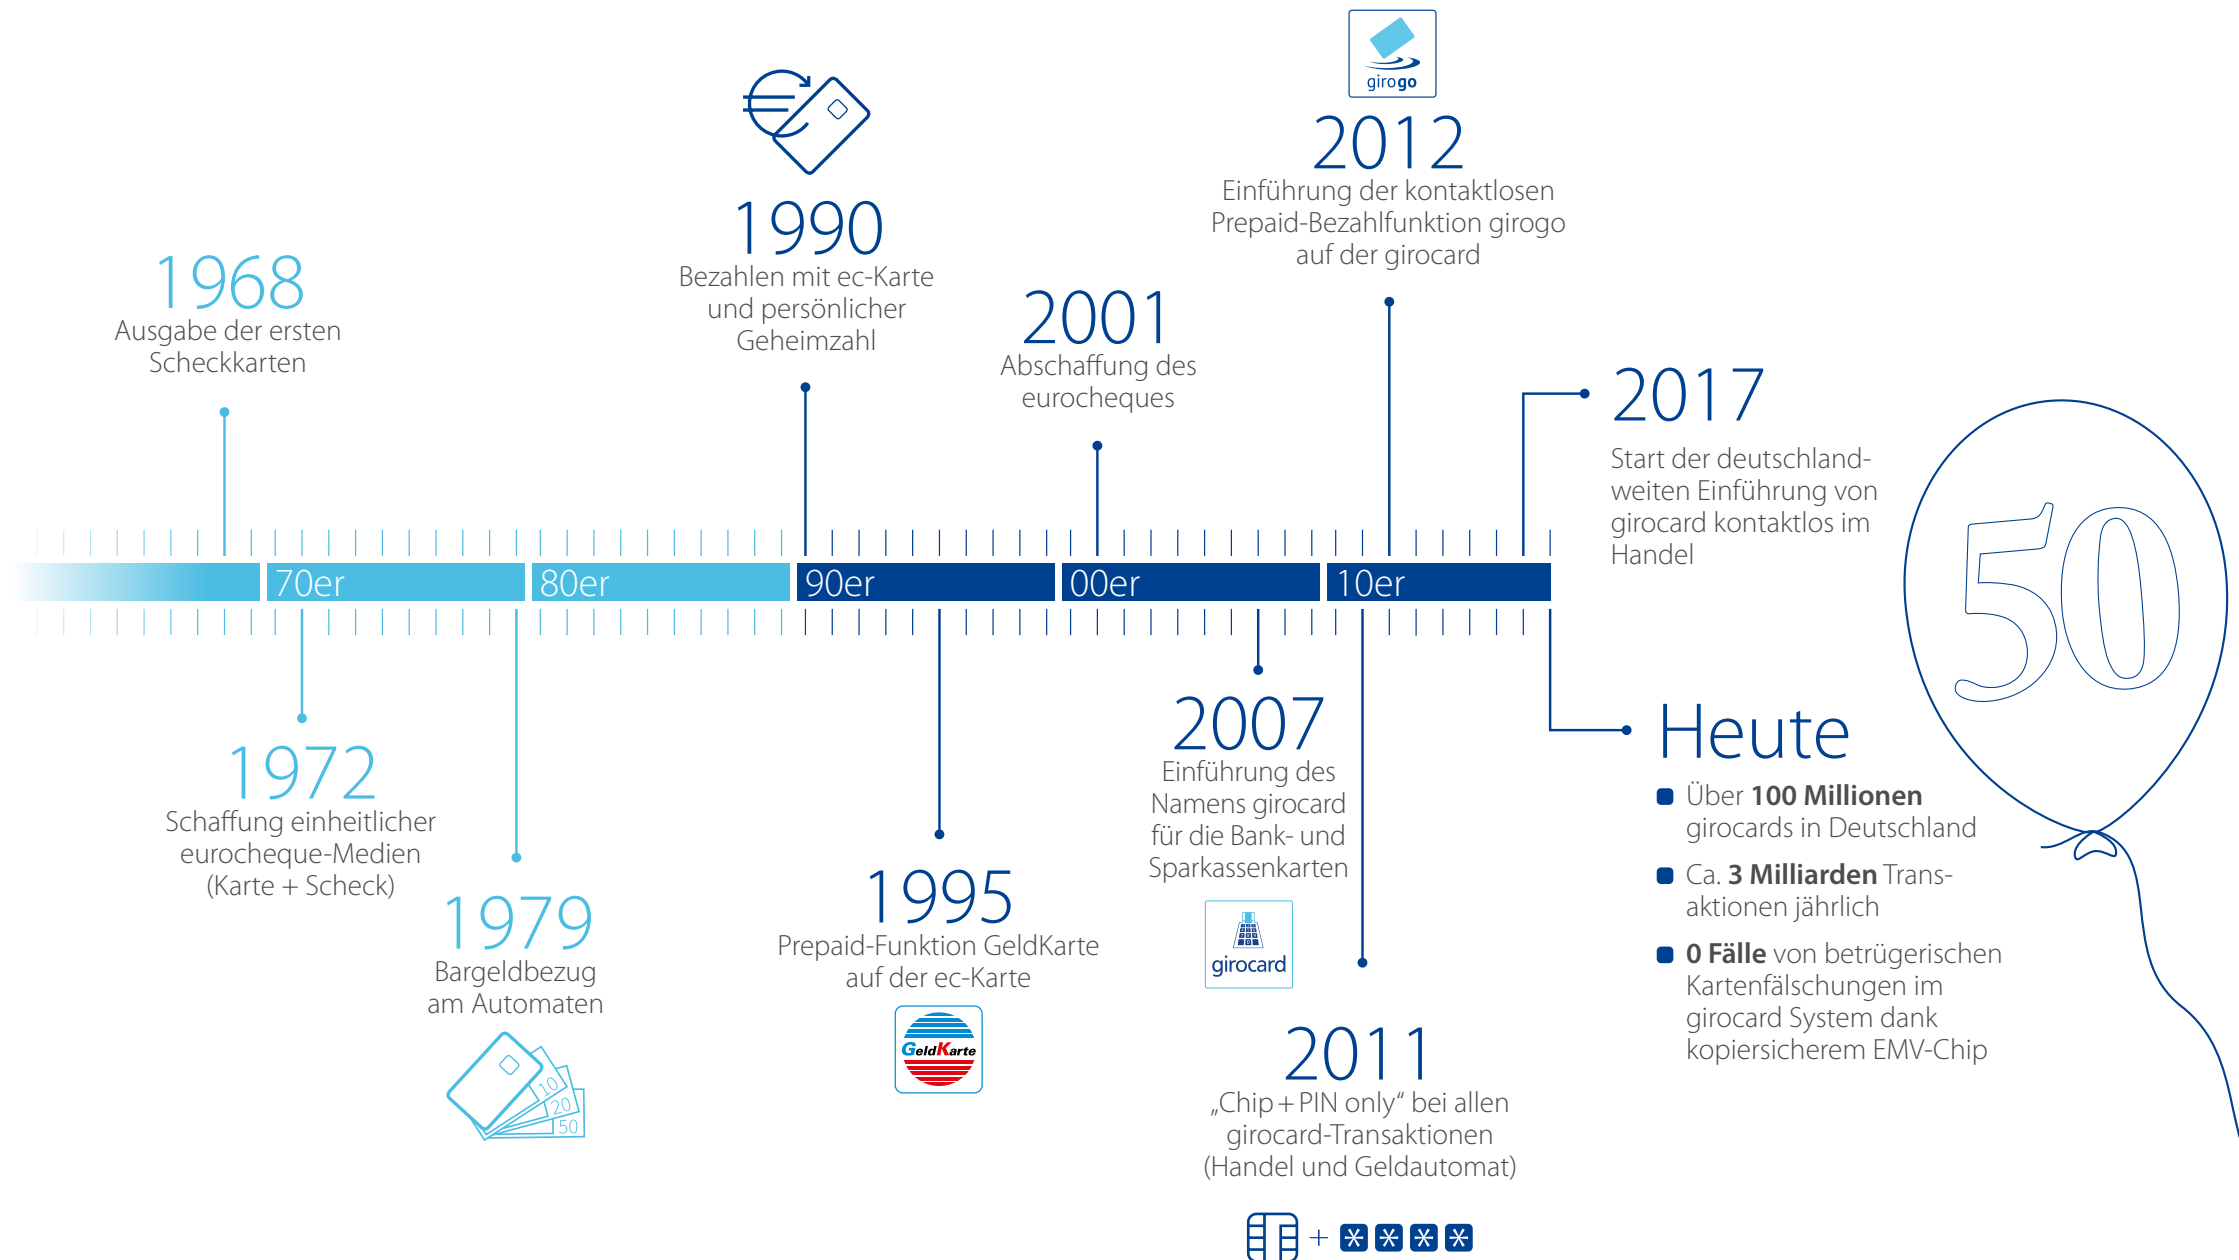 1968
Ausgabe der ersten
Scheckkarten
1972
Schaffung einheitlicher
eurocheque-Medien
(Karte + Scheck)
1979
Bargeldbezug
am Automaten
10
20
50
1990
Bezahlen mit ec-Karte
und persönlicher
Geheimzahl
1995
Prepaid-Funktion GeldKarte
auf der ec-Karte
GeldKarte
2001
Abschaffung des
eurocheques
2007
Einführung des
Namens girocard
für die Bank- und
Sparkassenkarten
girocard
2011
„Chip + PIN only“ bei allen
girocard-Transaktionen
(Handel und Geldautomat)
+ * * * *
girogo
2012
Einführung der kontaktlosen
Prepaid-Bezahlfunktion girogo
auf der girocard
2017
Start der deutschland-
weiten Einführung von
girocard kontaktlos im
Handel
70er
80er
90er
00er
10er
Heute
Über 100 Millionen
girocards in Deutschland
Ca. 3 Milliarden Trans-
aktionen jährlich
0 Fälle von betrügerischen
Kartenfälschungen im
girocard System dank
kopiersicherem EMV-Chip
50